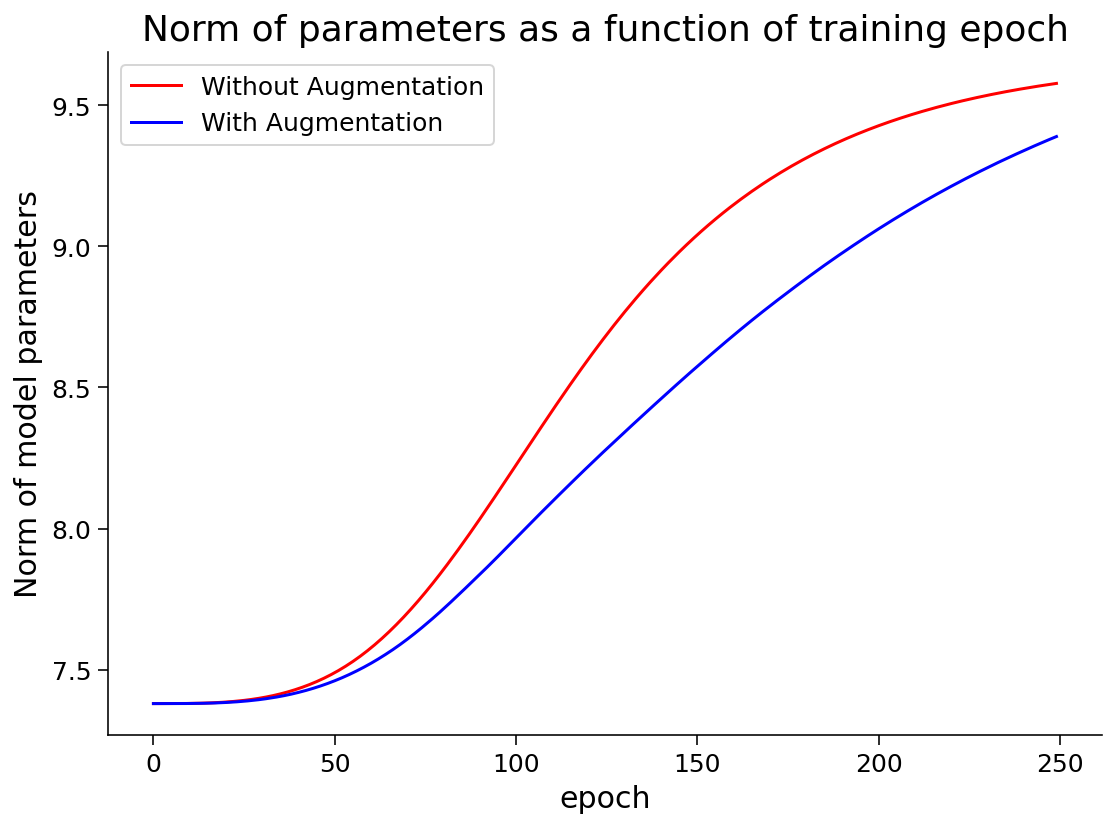 Norm of parameters as a function of training epoch
Without Augmentation
With Augmentation
Norm of model parameters
9.5
9.0
8.5
8.0
7.5
0 50 100 150 200 250
epoch